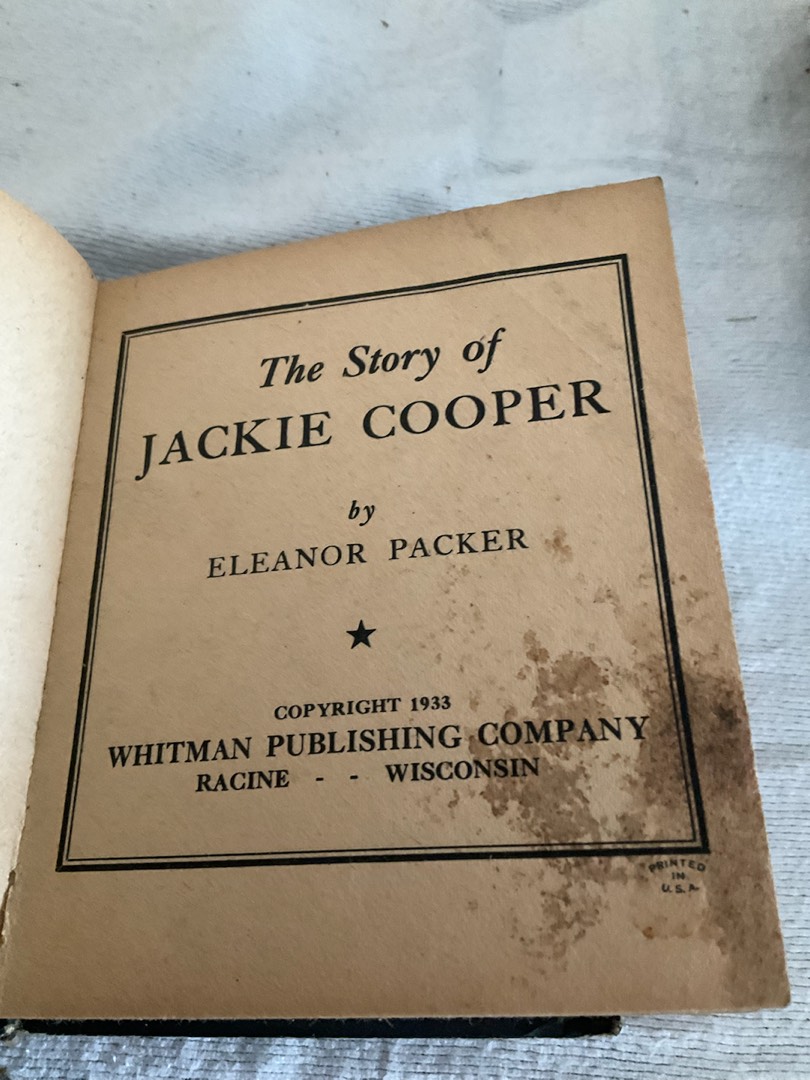 The Story of
JACKIE COOPER
by
ELEANOR PACKER
COPYRIGHT 1933
WHITMAN PUBLISHING COMPANY
RACINE - - WISCONSIN
PRINTED
IN
U.S.A.